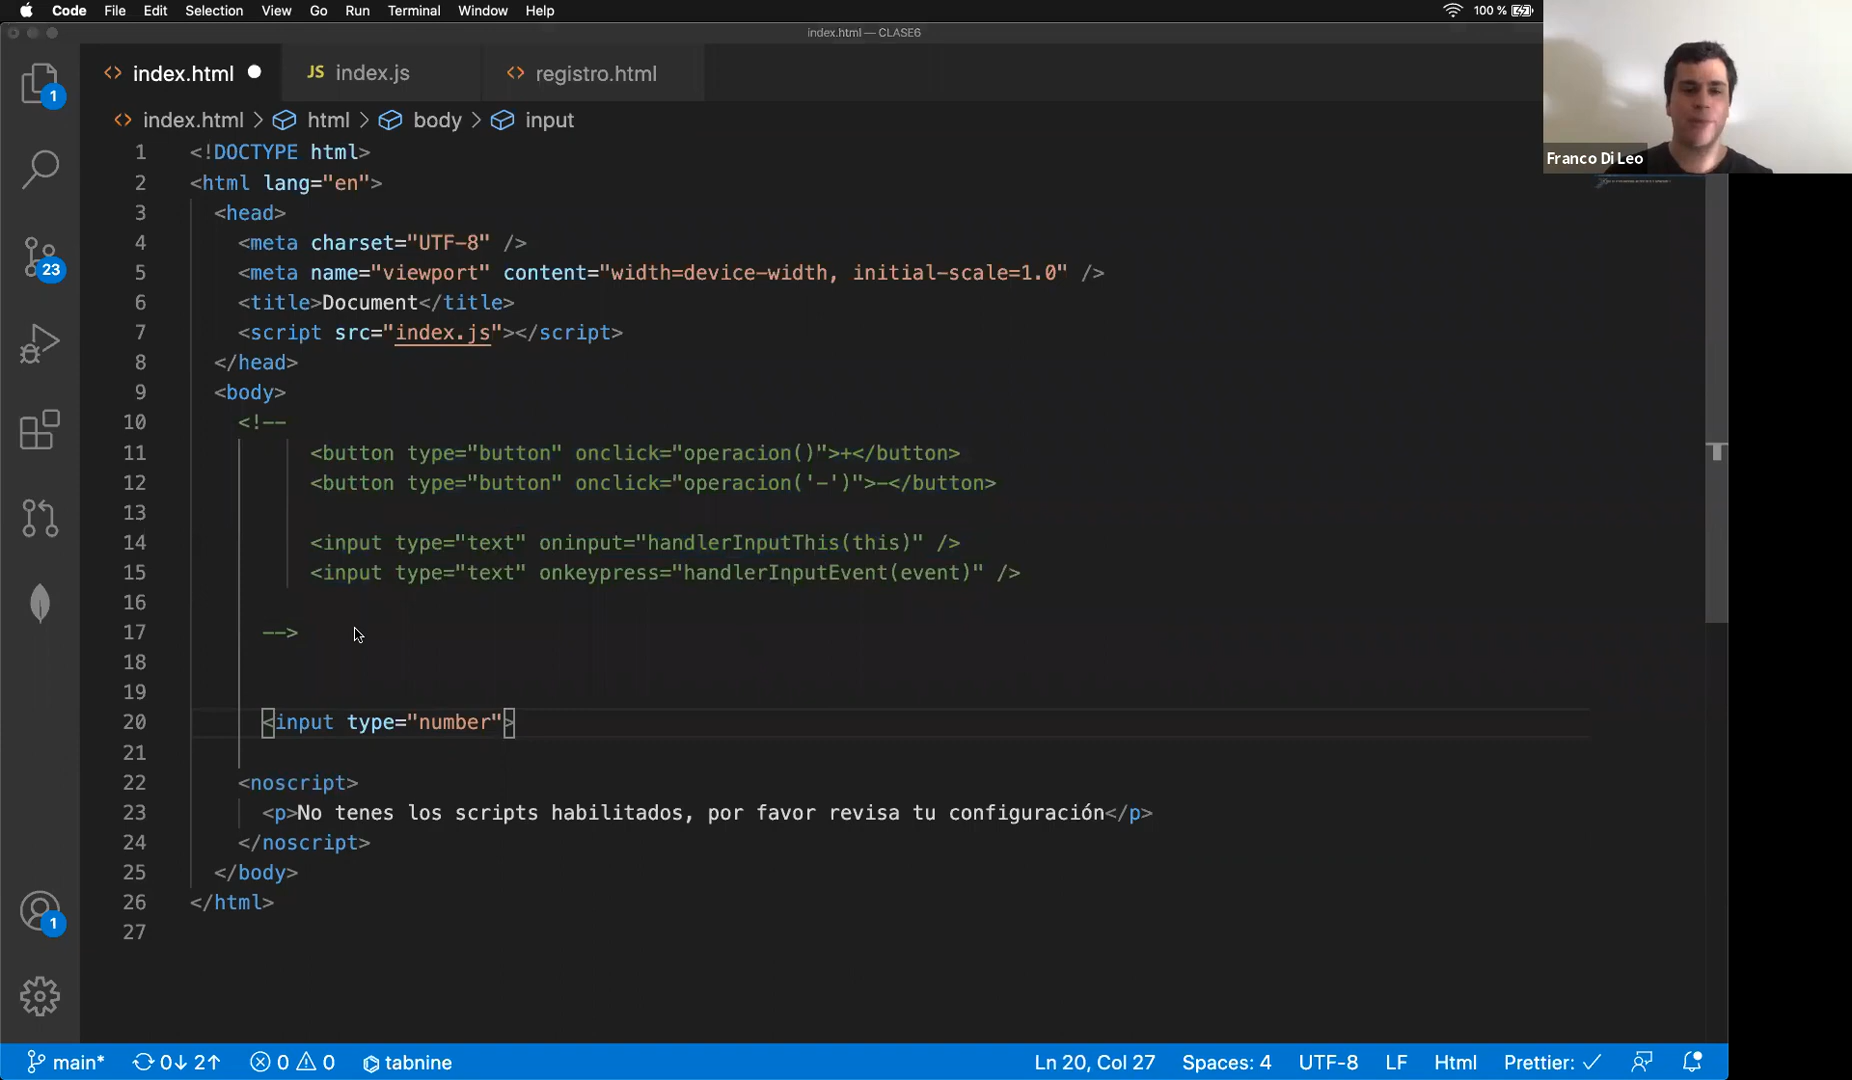 Code File Edit Selection View Go Run Terminal Window Help 100 %
index.html — CLASE6
index.html JS index.js registro.html
Franco Di Leo
index.html > html > body > input
1 <!DOCTYPE html>
2 <html lang="en">
3 <head>
4 <meta charset="UTF-8" />
5 <meta name="viewport" content="width=device-width, initial-scale=1.0" />
6 <title>Document</title>
7 <script src="index.js"></script>
8 </head>
9 <body>
10 <!--
11 <button type="button" onclick="operacion()">+</button>
12 <button type="button" onclick="operacion('-')">-</button>
13
14 <input type="text" oninput="handlerInputThis(this)" />
15 <input type="text" onkeypress="handlerInputEvent(event)" />
16
17 -->
18
19
20 <input type="number">
21
22 <noscript>
23 <p>No tenes los scripts habilitados, por favor revisa tu configuración</p>
24 </noscript>
25 </body>
26 </html>
27
1
23
1
main* 0↓ 2↑ 0 0 tabnine Ln 20, Col 27 Spaces: 4 UTF-8 LF Html Prettier: ✓